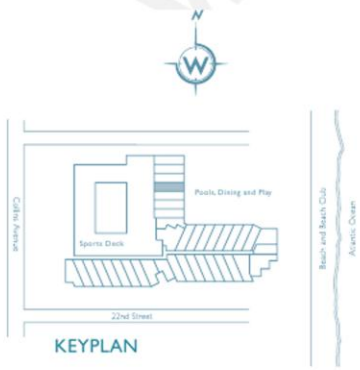 N
W
Pools, Dining and Play
Collins Avenue
Sports Deck
Beach and Beach Club
Atlantic Ocean
22nd Street
KEYPLAN